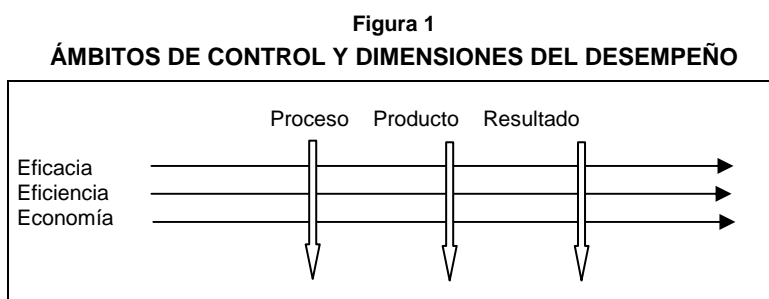 Figura 1
ÁMBITOS DE CONTROL Y DIMENSIONES DEL DESEMPEÑO
Proceso Producto Resultado
Eficacia
Eficiencia
Economía